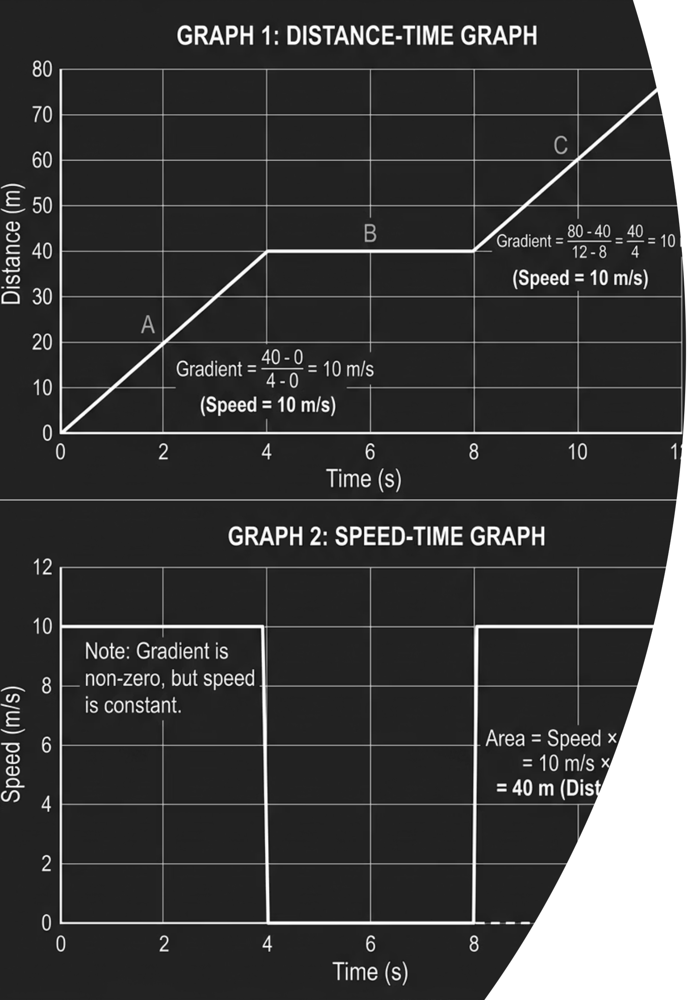 GRAPH 1: DISTANCE-TIME GRAPH
80
70
60
50
40
30
20
10
0
Distance (m)
A
B
C
Gradient = 40 - 0 / 4 - 0 = 10 m/s
(Speed = 10 m/s)
Gradient = 80 - 40 / 12 - 8 = 40 / 4 = 10
(Speed = 10 m/s)
0 2 4 6 8 10
Time (s)
GRAPH 2: SPEED-TIME GRAPH
12
10
8
6
4
2
0
Speed (m/s)
Note: Gradient is
non-zero, but speed
is constant.
Area = Speed ×
= 10 m/s ×
= 40 m
0 2 4 6 8
Time (s)